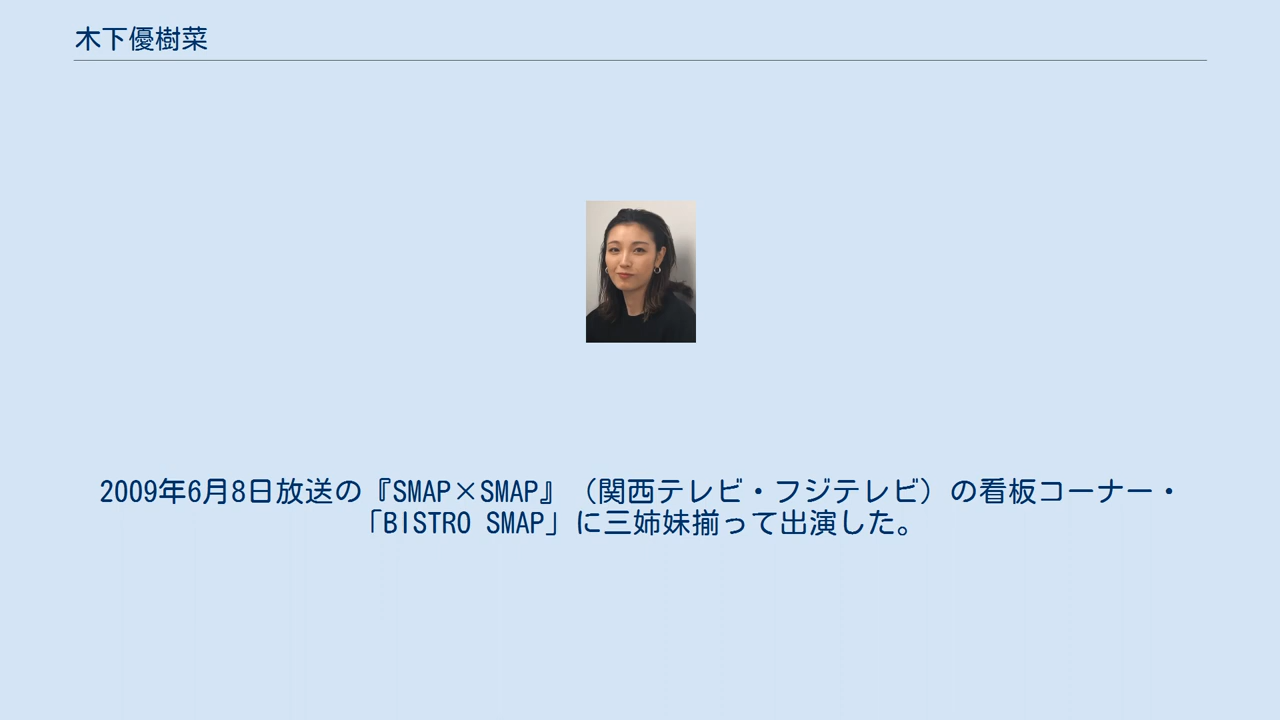 木下優樹菜
2009年6月8日放送の『SMAP×SMAP』（関西テレビ・フジテレビ）の看板コーナー・
「BISTRO SMAP」に三姉妹揃って出演した。